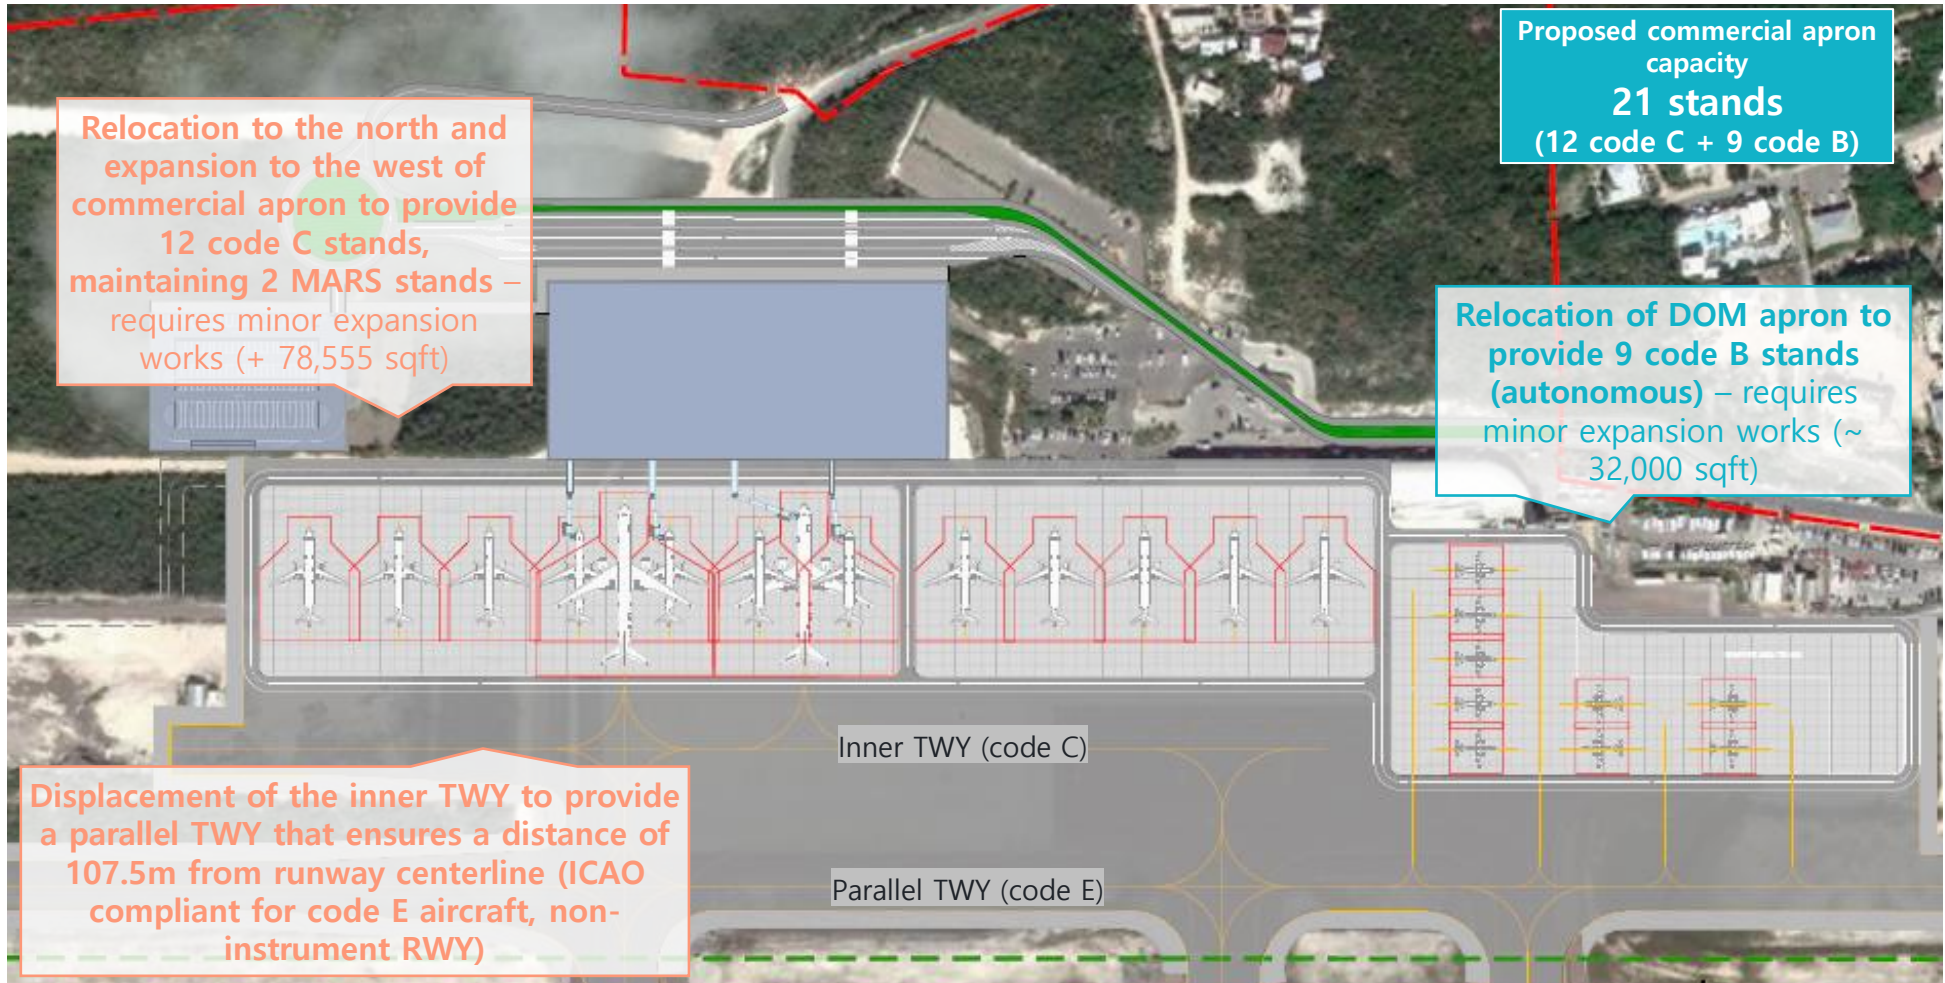 Proposed commercial apron
capacity
21 stands
(12 code C + 9 code B)
Relocation to the north and
expansion to the west of
commercial apron to provide
12 code C stands,
maintaining 2 MARS stands –
requires minor expansion
works (+ 78,555 sqft)
Relocation of DOM apron to
provide 9 code B stands
(autonomous) – requires
minor expansion works (~
32,000 sqft)
Inner TWY (code C)
Displacement of the inner TWY to provide
a parallel TWY that ensures a distance of
107.5m from runway centerline (ICAO
compliant for code E aircraft, non-
instrument RWY)
Parallel TWY (code E)